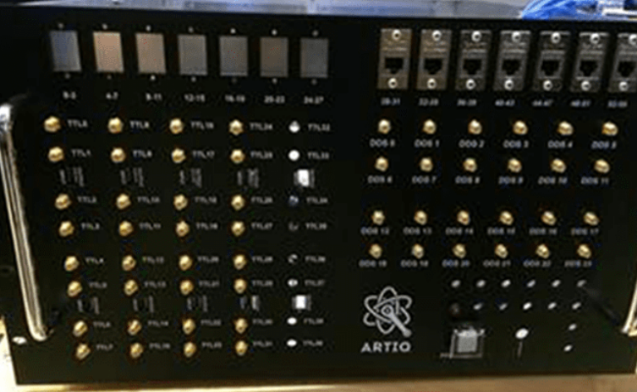 0-3 4-7 8-11 12-15 16-19 20-23 24-27
28-31 32-35 36-39 40-43 44-47 48-51
TTL0 TTL8 TTL16 TTL24 TTL32
TTL1 TTL9 TTL17 TTL25 TTL33
TTL2 TTL10 TTL18 TTL26 TTL34
TTL3 TTL11 TTL19 TTL27
TTL4 TTL12 TTL20 TTL28 TTL36
TTL5 TTL13 TTL21 TTL29
TTL6 TTL14 TTL22 TTL30
TTL7 TTL15 TTL23 TTL31
DDS 0 DDS 1 DDS 2 DDS 3 DDS 4 DDS 5
DDS 6 DDS 7 DDS 8 DDS 9 DDS 10 DDS 11
DDS 12 DDS 13 DDS 14 DDS 15 DDS 16 DDS 17
DDS 18 DDS 19 DDS 20 DDS 21 DDS 22 DDS 23
ARTIQ